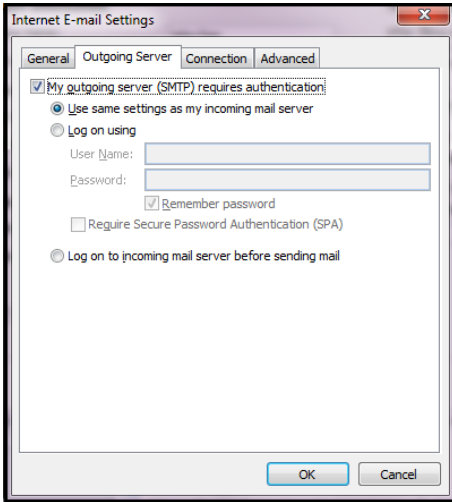 Internet E-mail Settings
General Outgoing Server Connection Advanced
My outgoing server (SMTP) requires authentication
Use same settings as my incoming mail server
Log on using
User Name:
Password:
Remember password
Require Secure Password Authentication (SPA)
Log on to incoming mail server before sending mail
OK Cancel